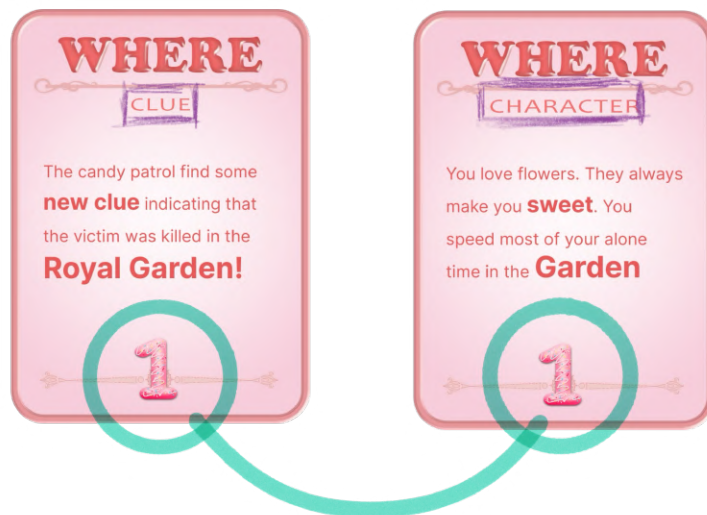 WHERE
CLUE
The candy patrol find some
new clue indicating that
the victim was killed in the
Royal Garden!
1
WHERE
CHARACTER
You love flowers. They always
make you sweet. You
speed most of your alone
time in the Garden
1